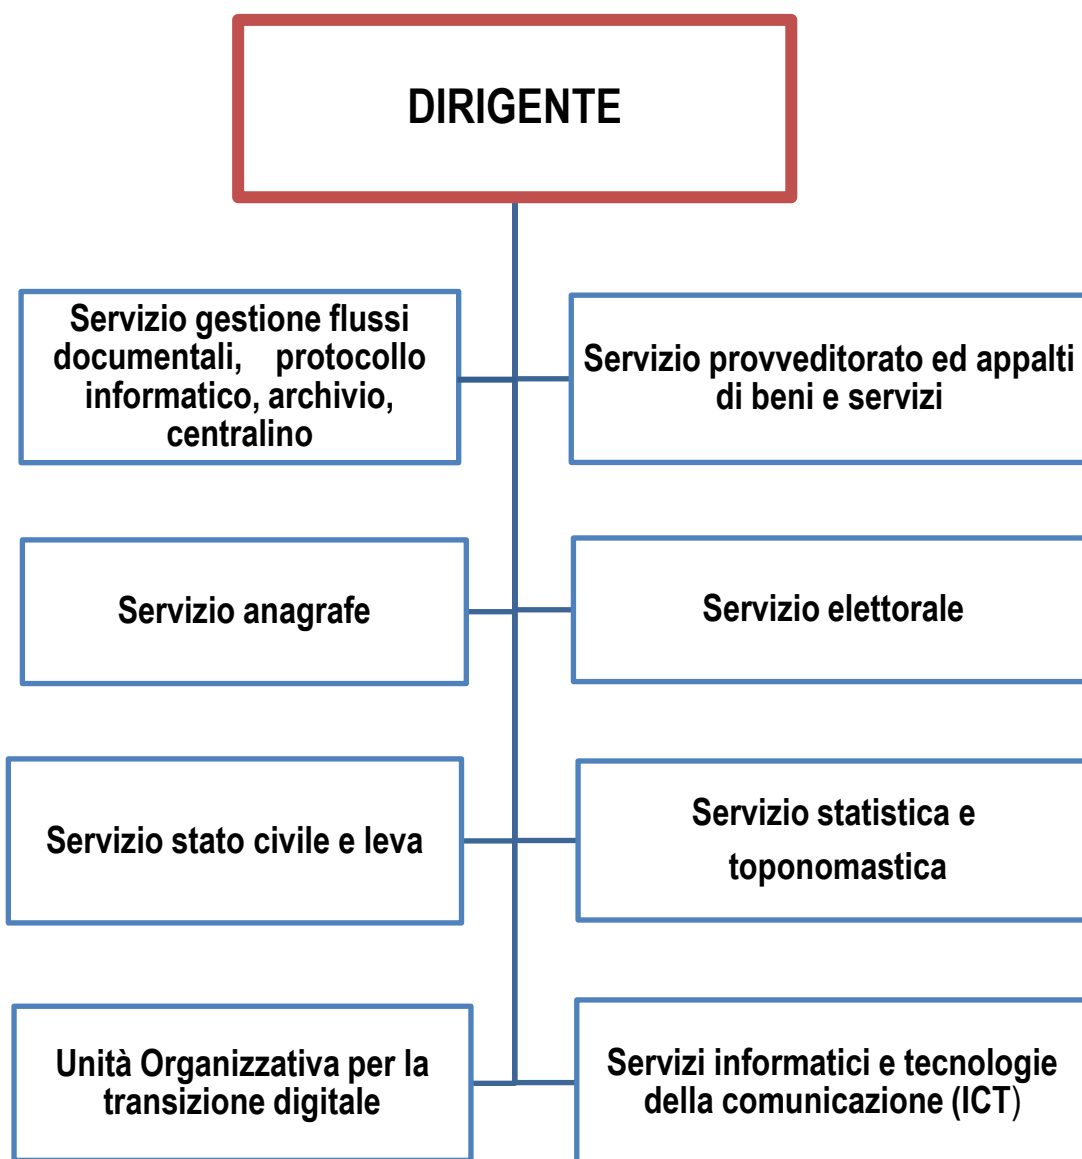 DIRIGENTE
Servizio gestione flussi
documentali, protocollo
informatico, archivio,
centralino
Servizio provveditorato ed appalti
di beni e servizi
Servizio anagrafe
Servizio elettorale
Servizio stato civile e leva
Servizio statistica e
toponomastica
Unità Organizzativa per la
transizione digitale
Servizi informatici e tecnologie
della comunicazione (ICT)